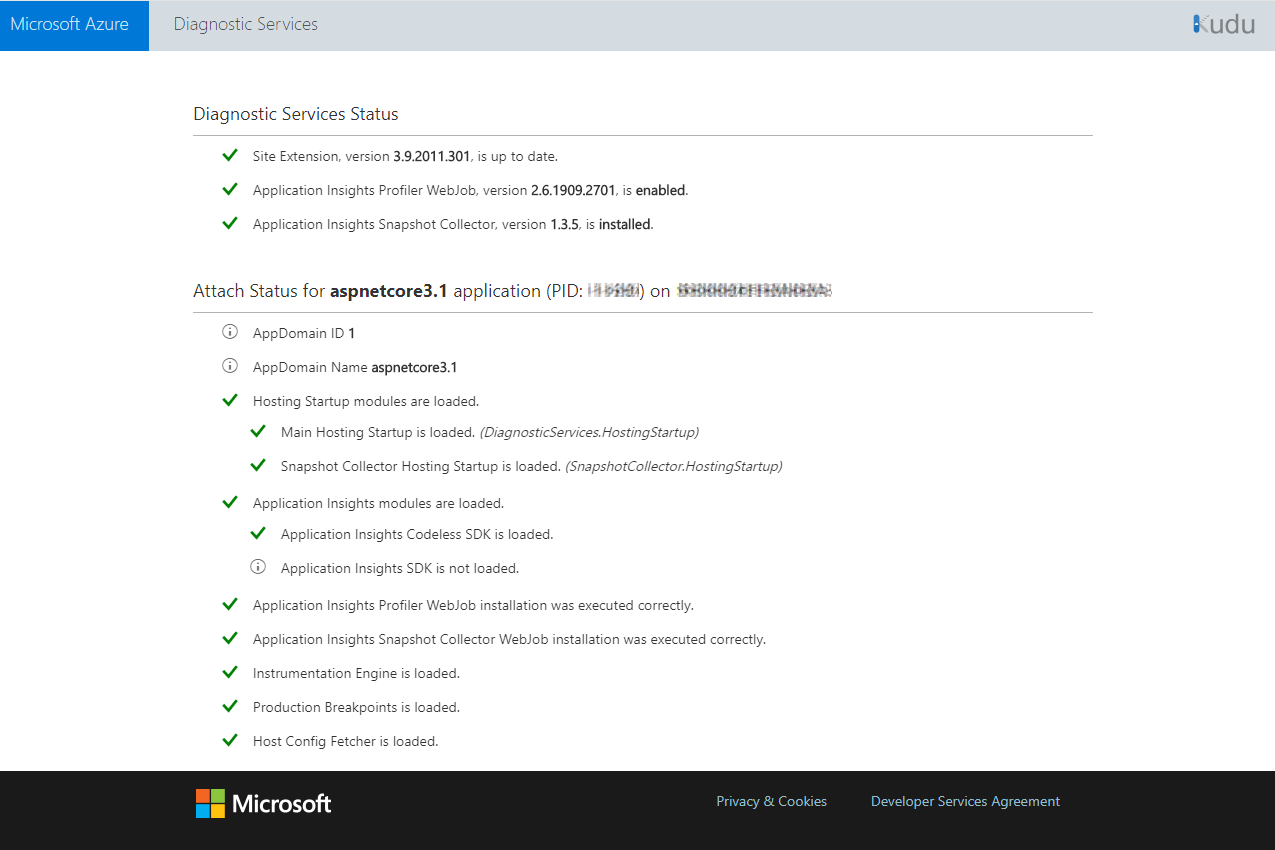 Microsoft Azure
Diagnostic Services
Kudu
Diagnostic Services Status
Site Extension, version 3.9.2011.301, is up to date.
Application Insights Profiler WebJob, version 2.6.1909.2701, is enabled.
Application Insights Snapshot Collector, version 1.3.5, is installed.
Attach Status for aspnetcore3.1 application (PID: ) on
AppDomain ID 1
AppDomain Name aspnetcore3.1
Hosting Startup modules are loaded.
Main Hosting Startup is loaded. (DiagnosticServices.HostingStartup)
Snapshot Collector Hosting Startup is loaded. (SnapshotCollector.HostingStartup)
Application Insights modules are loaded.
Application Insights Codeless SDK is loaded.
Application Insights SDK is not loaded.
Application Insights Profiler WebJob installation was executed correctly.
Application Insights Snapshot Collector WebJob installation was executed correctly.
Instrumentation Engine is loaded.
Production Breakpoints is loaded.
Host Config Fetcher is loaded.
Microsoft
Privacy & Cookies
Developer Services Agreement